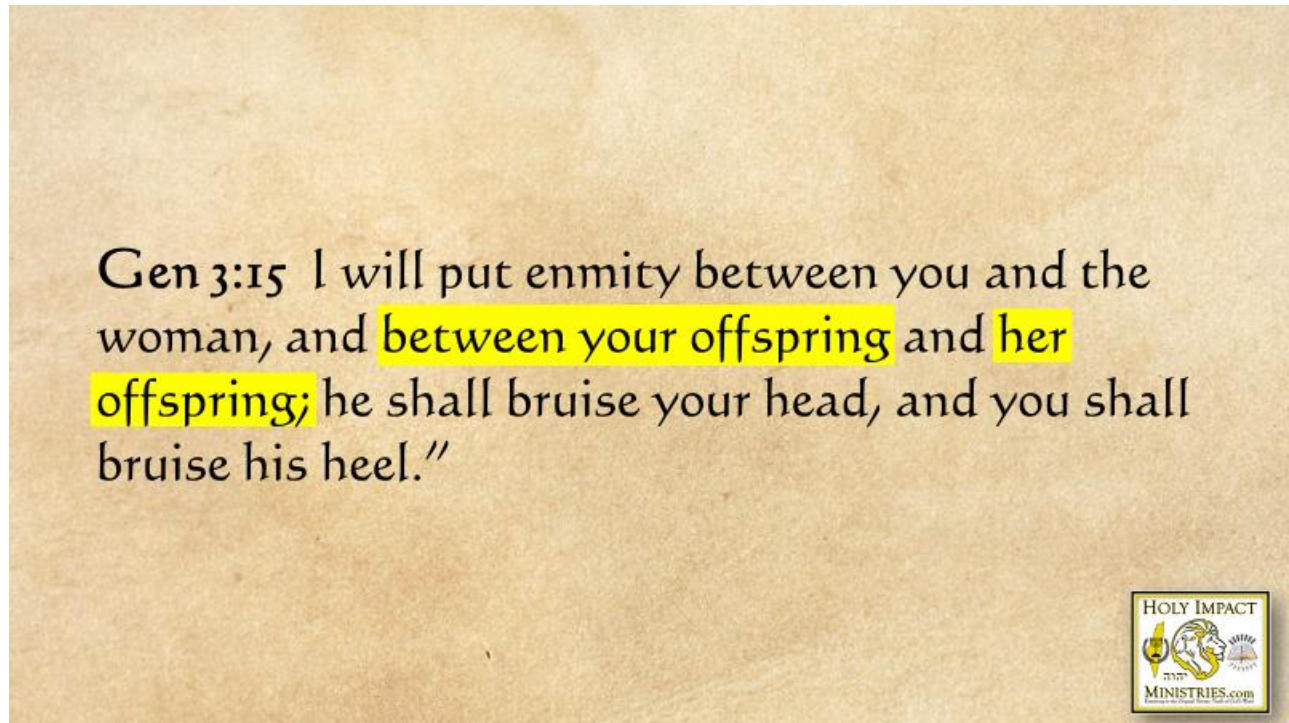 Gen 3:15 I will put enmity between you and the
woman, and between your offspring and her
offspring; he shall bruise your head, and you shall
bruise his heel.”
HOLY IMPACT
יהוה
MINISTRIES.com